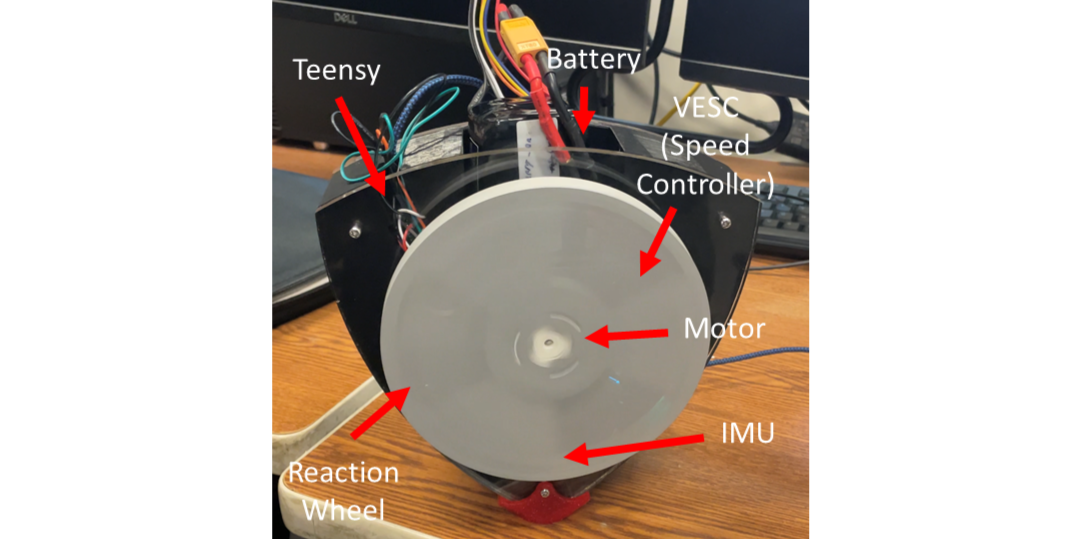 DELL
Teensy
Battery
VESC
(Speed
Controller)
Motor
IMU
Reaction
Wheel